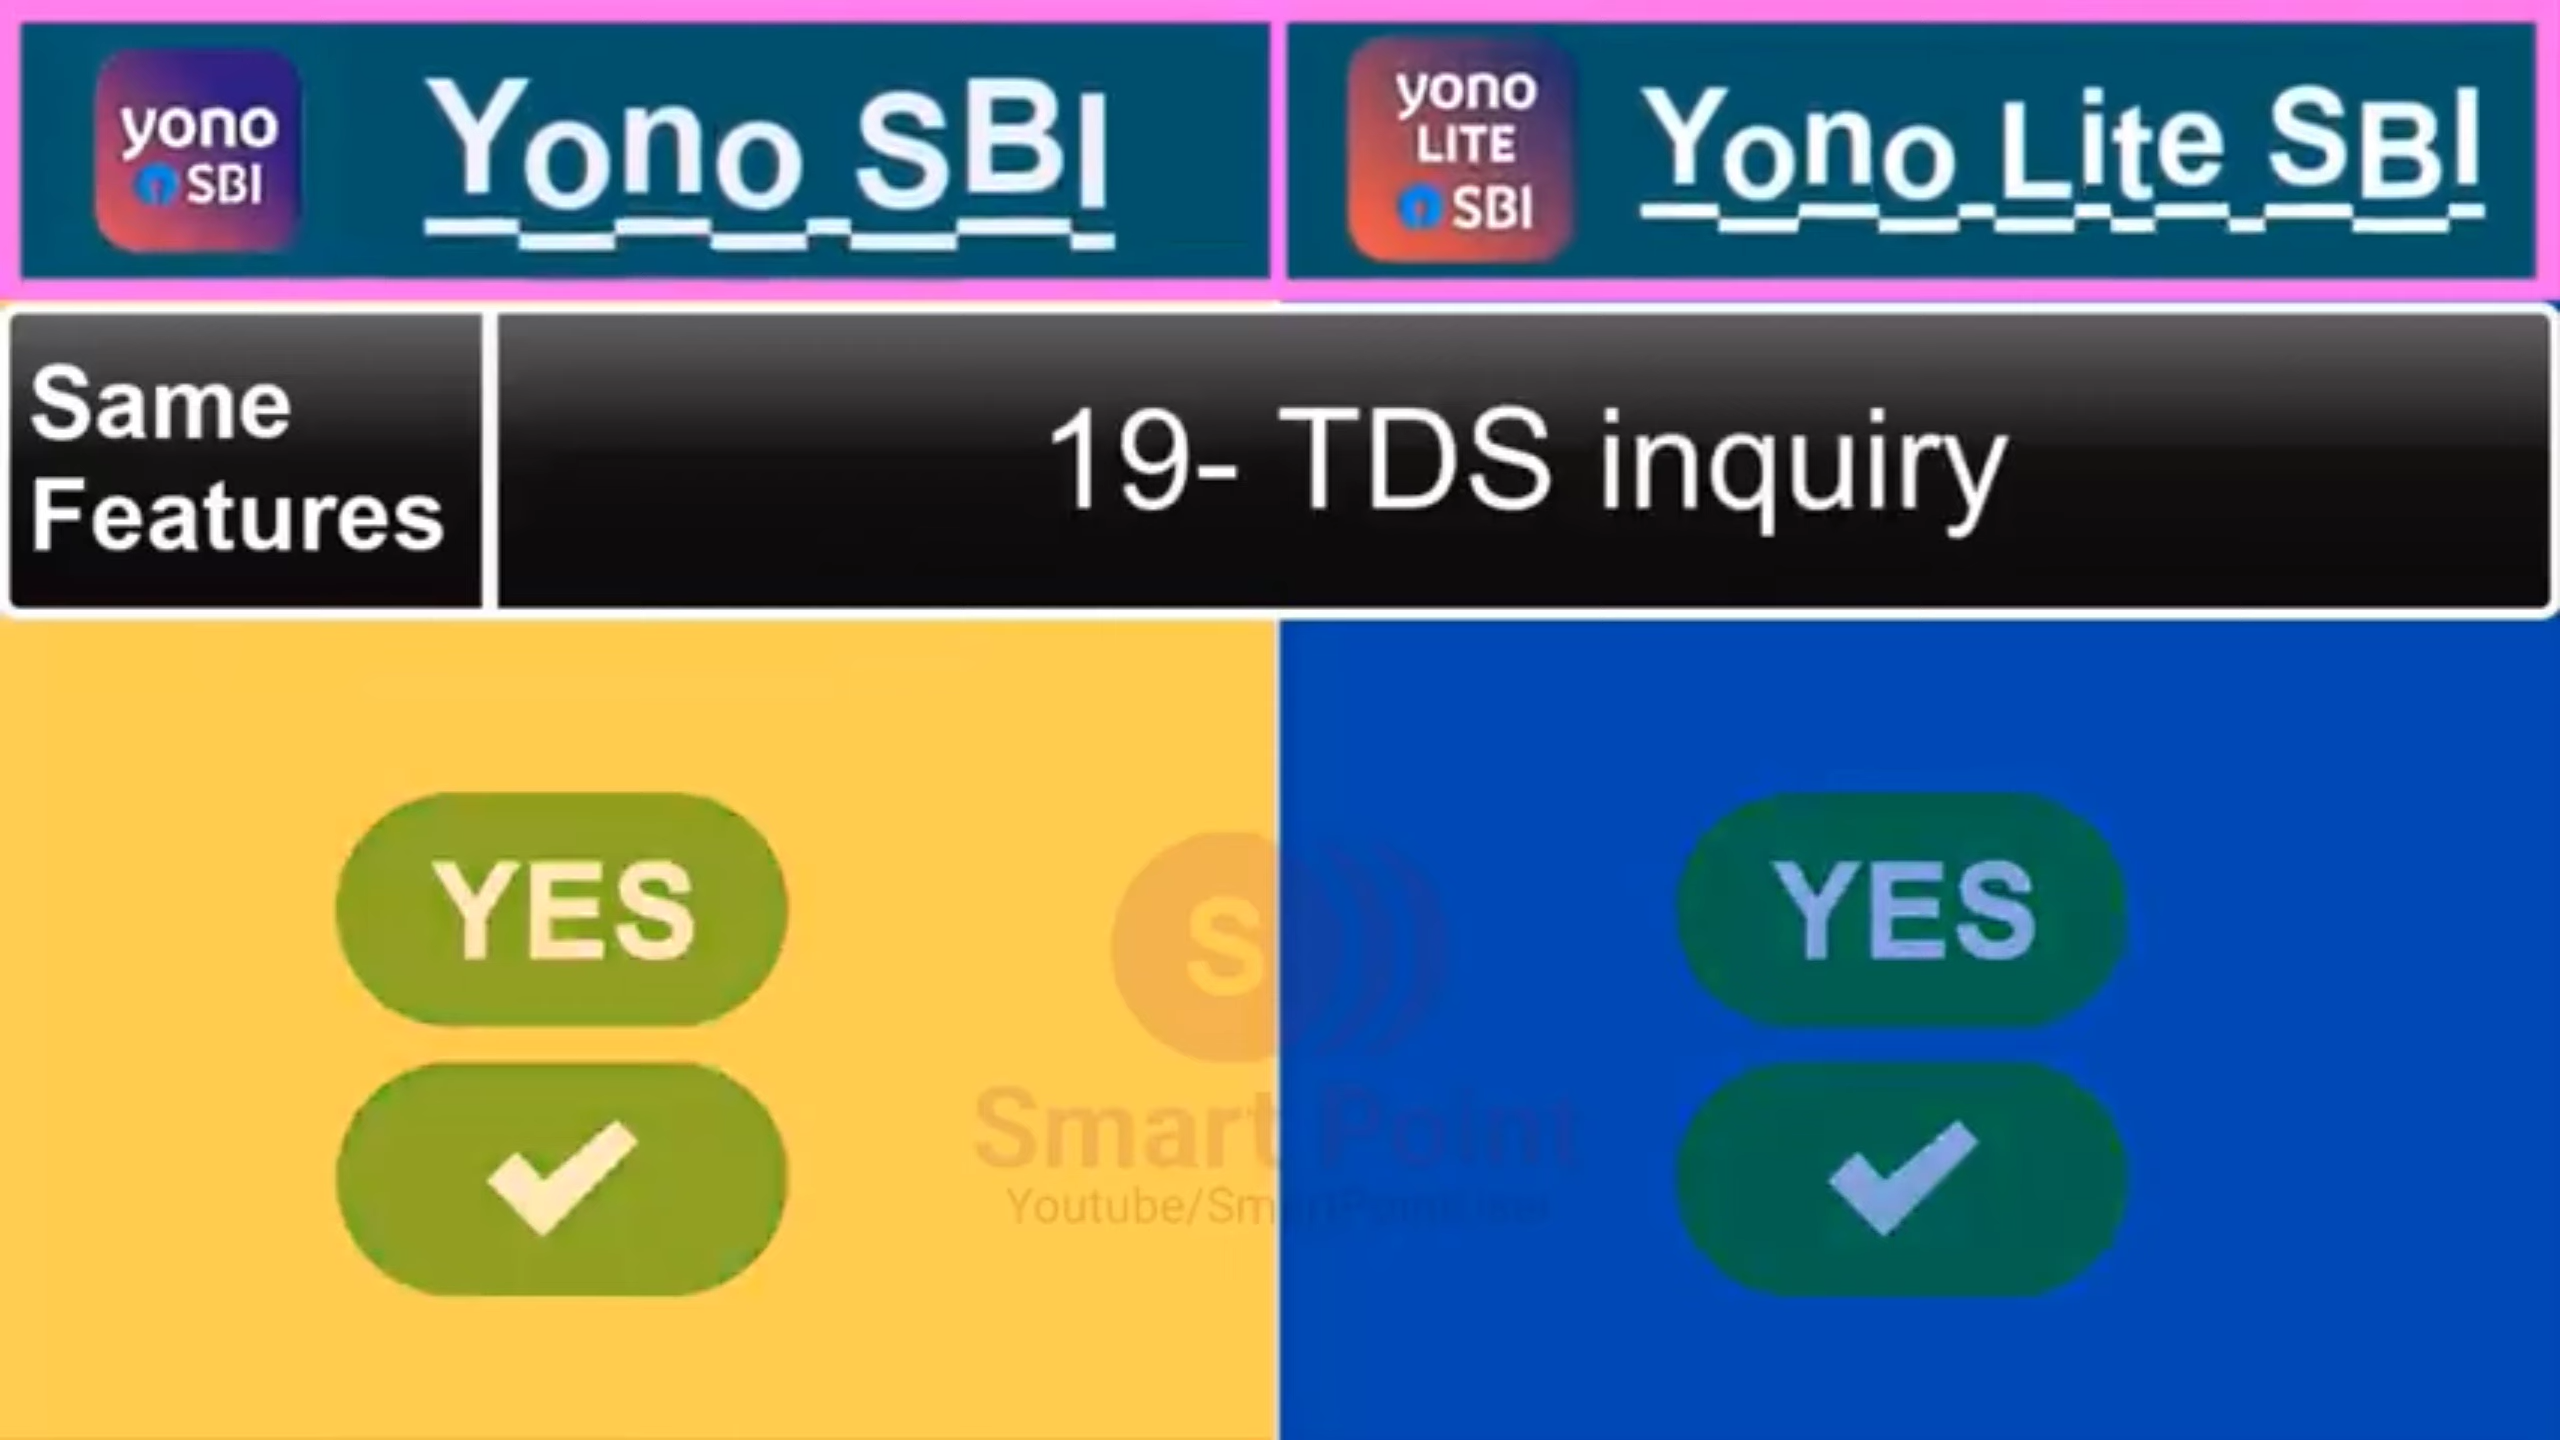 yono
SBI
Yono SBI
yono
LITE
SBI
Yono Lite SBI
Same
Features
19- TDS inquiry
YES
YES
S
Smart Point